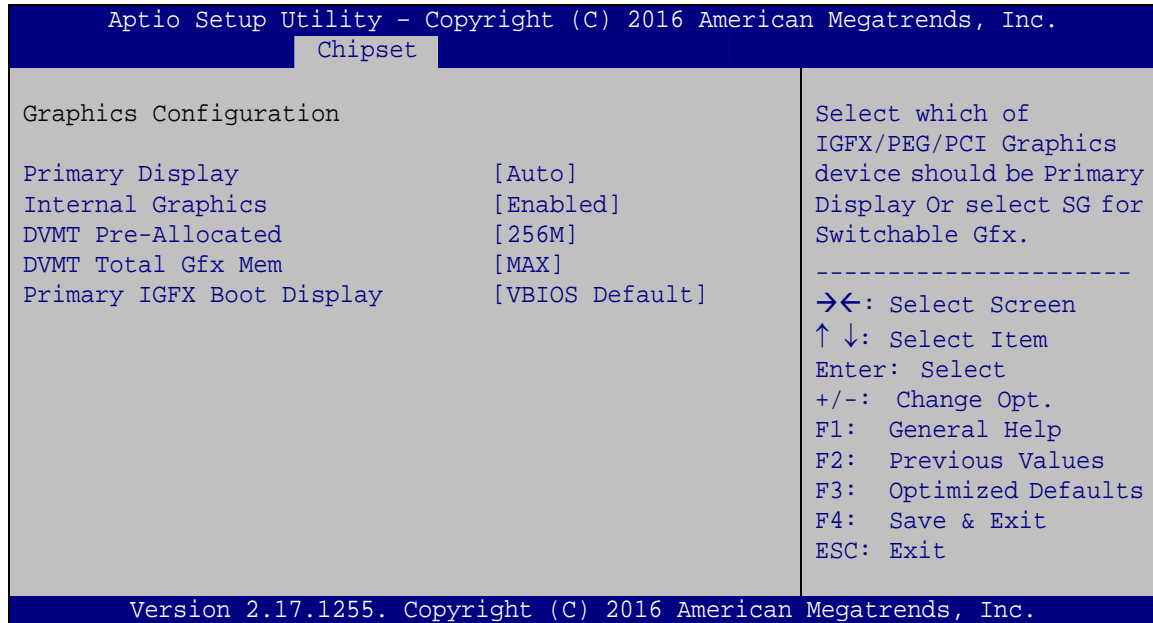 Aptio Setup Utility – Copyright (C) 2016 American Megatrends, Inc.
Chipset
Graphics Configuration
Primary Display [Auto]
Internal Graphics [Enabled]
DVMT Pre-Allocated [256M]
DVMT Total Gfx Mem [MAX]
Primary IGFX Boot Display [VBIOS Default]
Select which of
IGFX/PEG/PCI Graphics
device should be Primary
Display Or select SG for
Switchable Gfx.
----------------------
→←: Select Screen
↑ ↓: Select Item
Enter: Select
+/-: Change Opt.
F1: General Help
F2: Previous Values
F3: Optimized Defaults
F4: Save & Exit
ESC: Exit
Version 2.17.1255. Copyright (C) 2016 American Megatrends, Inc.